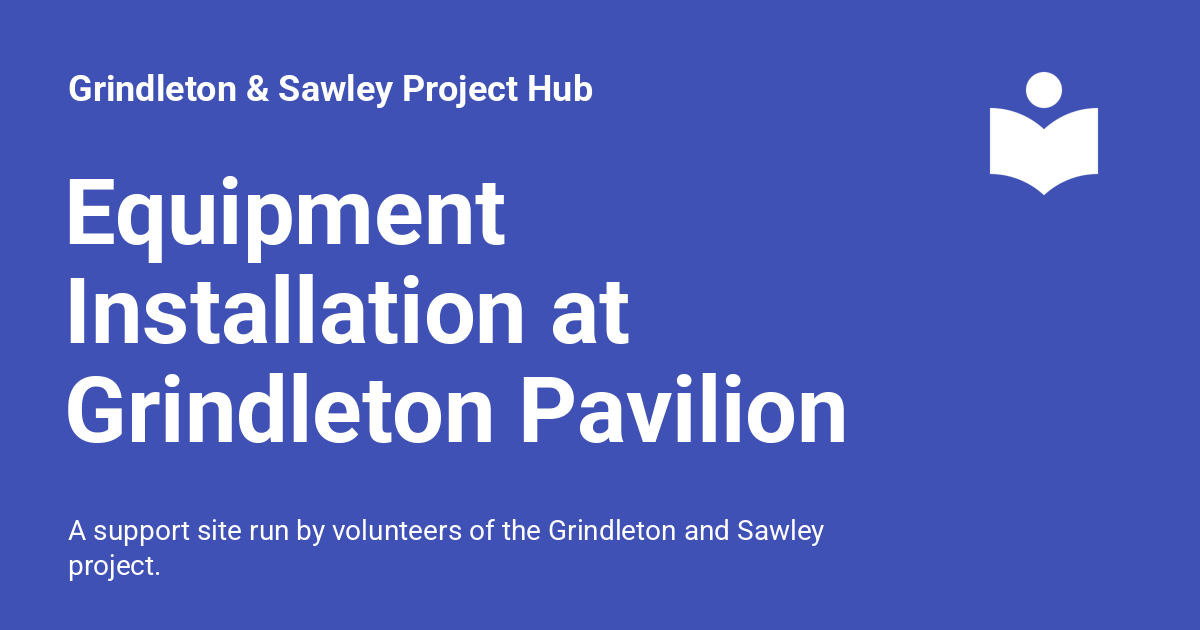 Grindleton & Sawley Project Hub
Equipment
Installation at
Grindleton Pavilion
A support site run by volunteers of the Grindleton and Sawley
project.